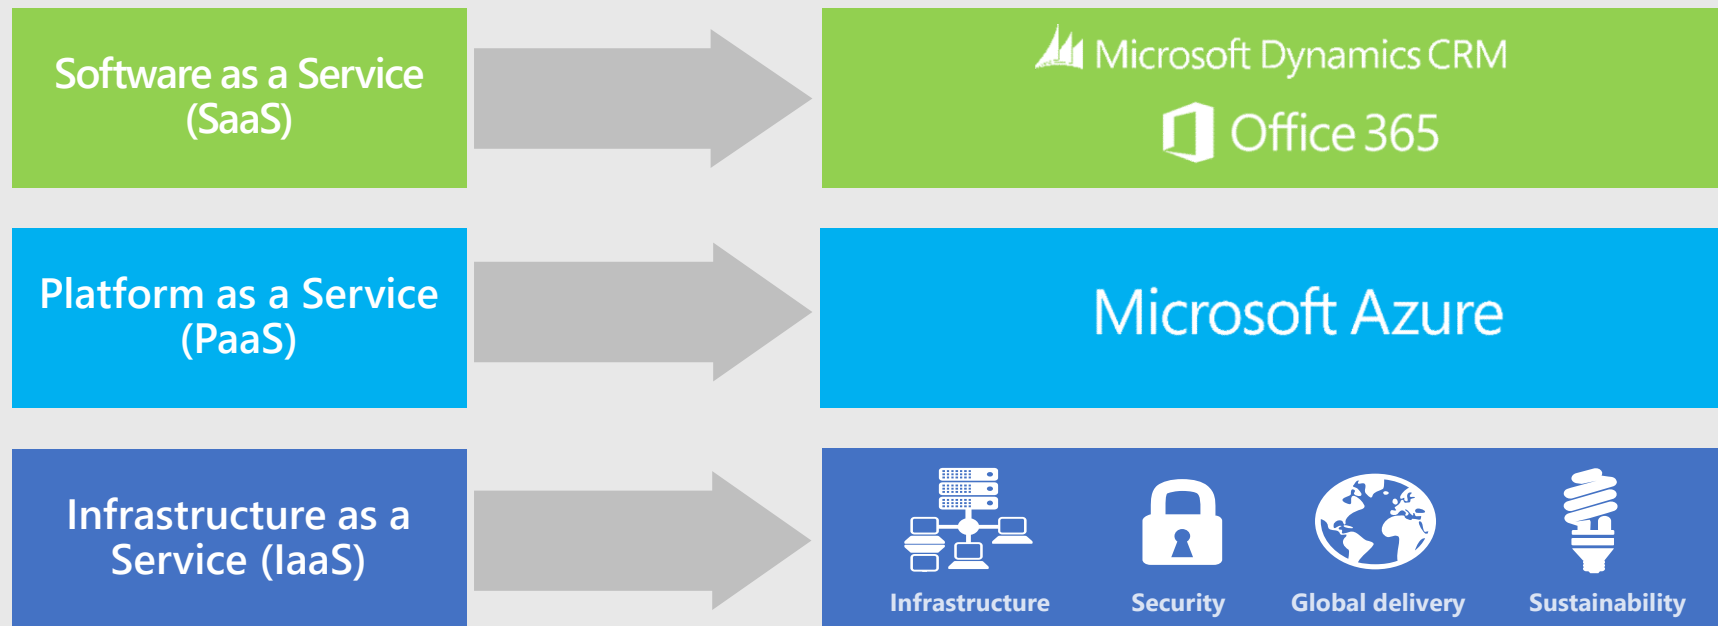 Software as a Service
(SaaS)
Microsoft Dynamics CRM
Office 365
Platform as a Service
(PaaS)
Microsoft Azure
Infrastructure as a
Service (IaaS)
Infrastructure
Security
Global delivery
Sustainability